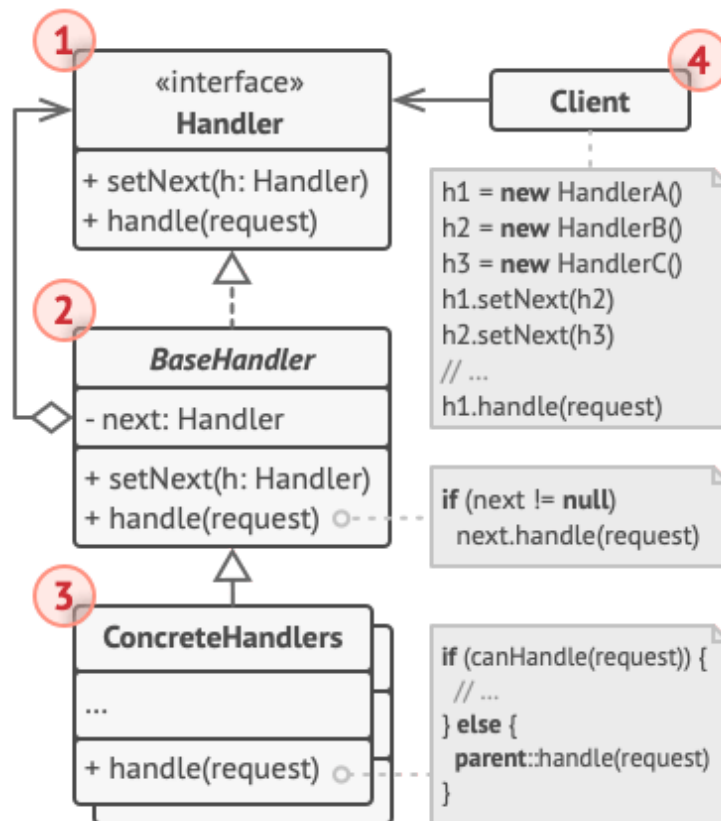 1
«interface»
Handler
+ setNext(h: Handler)
+ handle(request)
4
Client
h1 = new HandlerA()
h2 = new HandlerB()
h3 = new HandlerC()
h1.setNext(h2)
h2.setNext(h3)
// ...
h1.handle(request)
2
BaseHandler
- next: Handler
+ setNext(h: Handler)
+ handle(request)
if (next != null)
next.handle(request)
3
ConcreteHandlers
...
+ handle(request)
if (canHandle(request)) {
// ...
} else {
parent::handle(request)
}